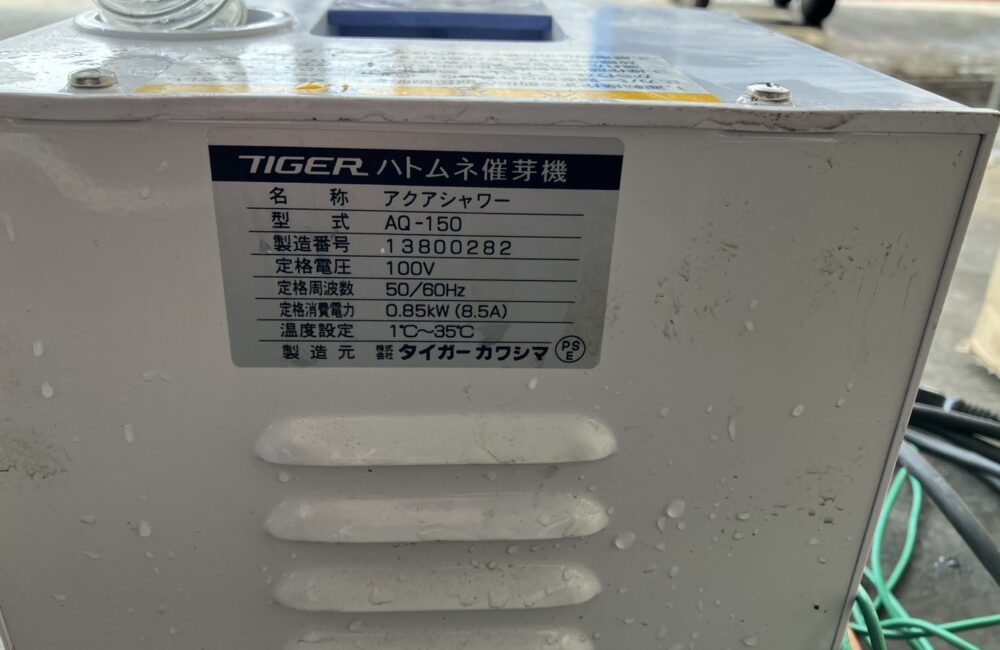 TIGER ハトムネ催芽機
名 称 アクアシャワー
型 式 AQ-150
製造番号 13800282
定格電圧 100V
定格周波数 50/60Hz
定格消費電力 0.85kW (8.5A)
温度設定 1℃～35℃
製造元 株式会社 タイガーカワシマ PSE